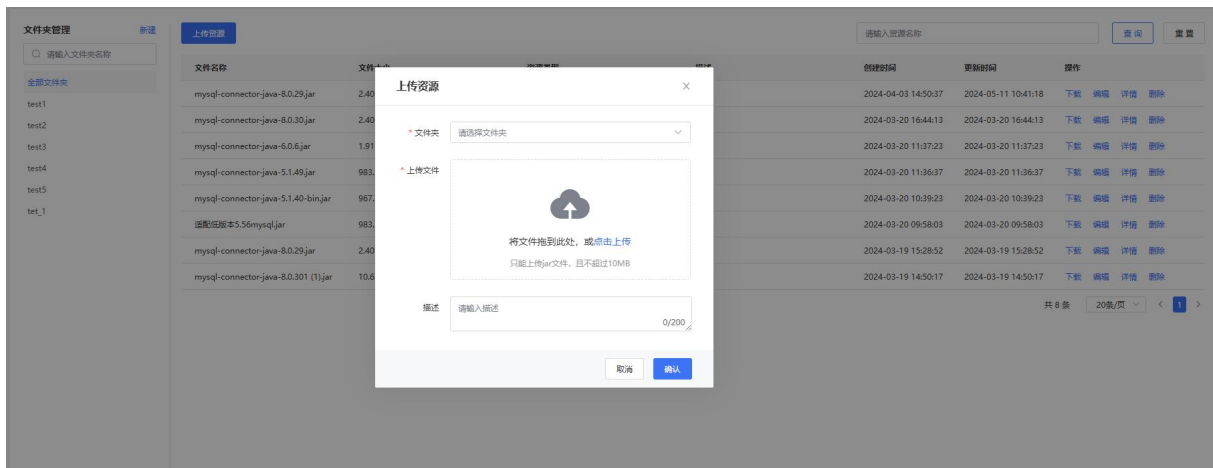 文件夹管理 新建
请输入文件夹名称
全部文件夹
test1
test2
test3
test4
test5
tet_1
上传资源 请输入资源名称 查询 重置
文件名称 创建时间 更新时间 操作
mysql-connector-java-8.0.29.jar 2.40 2024-04-03 14:50:37 2024-05-11 10:41:18 下载 编辑 详情 删除
mysql-connector-java-8.0.30.jar 2.40 2024-03-20 16:44:13 2024-03-20 16:44:13 下载 编辑 详情 删除
mysql-connector-java-6.0.6.jar 1.91 2024-03-20 11:37:23 2024-03-20 11:37:23 下载 编辑 详情 删除
mysql-connector-java-5.1.49.jar 983. 2024-03-20 11:36:37 2024-03-20 11:36:37 下载 编辑 详情 删除
mysql-connector-java-5.1.40-bin.jar 967. 2024-03-20 10:39:23 2024-03-20 10:39:23 下载 编辑 详情 删除
适配低版本5.56mysql.jar 983. 2024-03-20 09:58:03 2024-03-20 09:58:03 下载 编辑 详情 删除
mysql-connector-java-8.0.29.jar 2.40 2024-03-19 15:28:52 2024-03-19 15:28:52 下载 编辑 详情 删除
mysql-connector-java-8.0.301 (1).jar 10.6 2024-03-19 14:50:17 2024-03-19 14:50:17 下载 编辑 详情 删除
共 8 条 20条/页 1
上传资源
* 文件夹 请选择文件夹
* 上传文件
将文件拖到此处，或点击上传
只能上传jar文件，且不超过10MB
描述 请输入描述
0/200
取消 确认